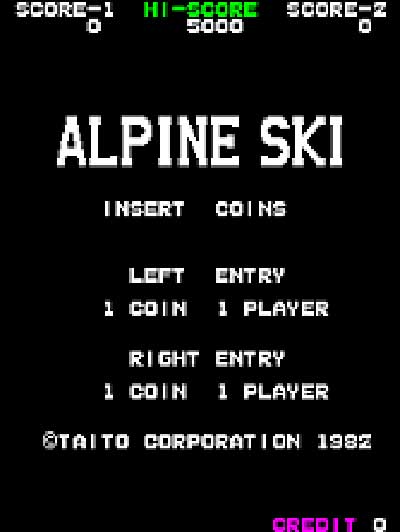 SCORE-1 HI-SCORE SCORE-2
0 5000 0
ALPINE SKI
INSERT COINS
LEFT ENTRY
1 COIN 1 PLAYER
RIGHT ENTRY
1 COIN 1 PLAYER
©TAITO CORPORATION 1982
CREDIT 0